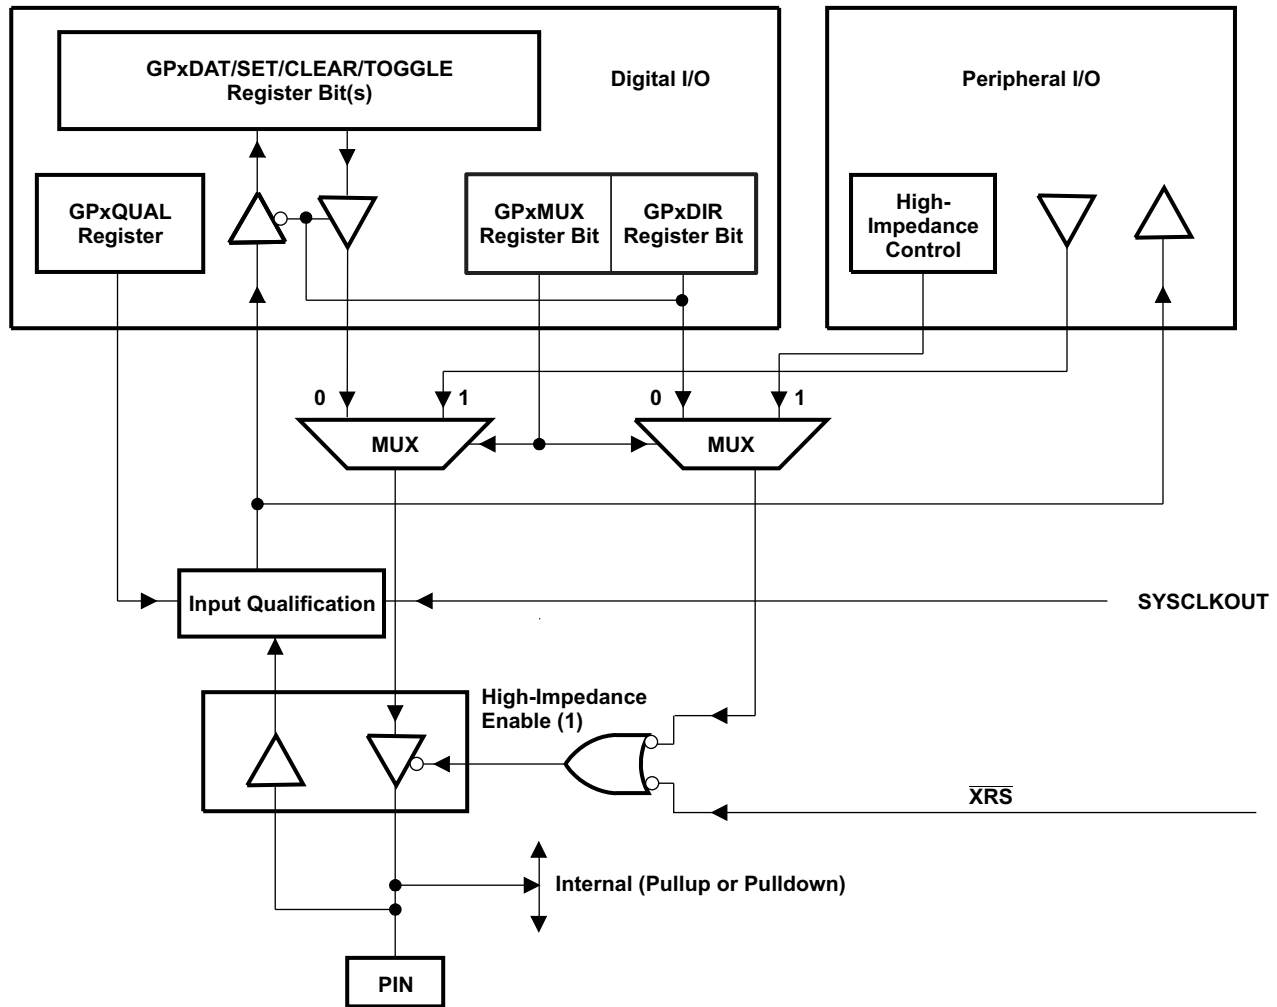 GPxDAT/SET/CLEAR/TOGGLE
Register Bit(s)
Digital I/O
Peripheral I/O
GPxQUAL
Register
GPxMUX
Register Bit
GPxDIR
Register Bit
High-
Impedance
Control
0
1
0
1
MUX
MUX
Input Qualification
SYSCLKOUT
High-Impedance
Enable (1)
XRS
Internal (Pullup or Pulldown)
PIN